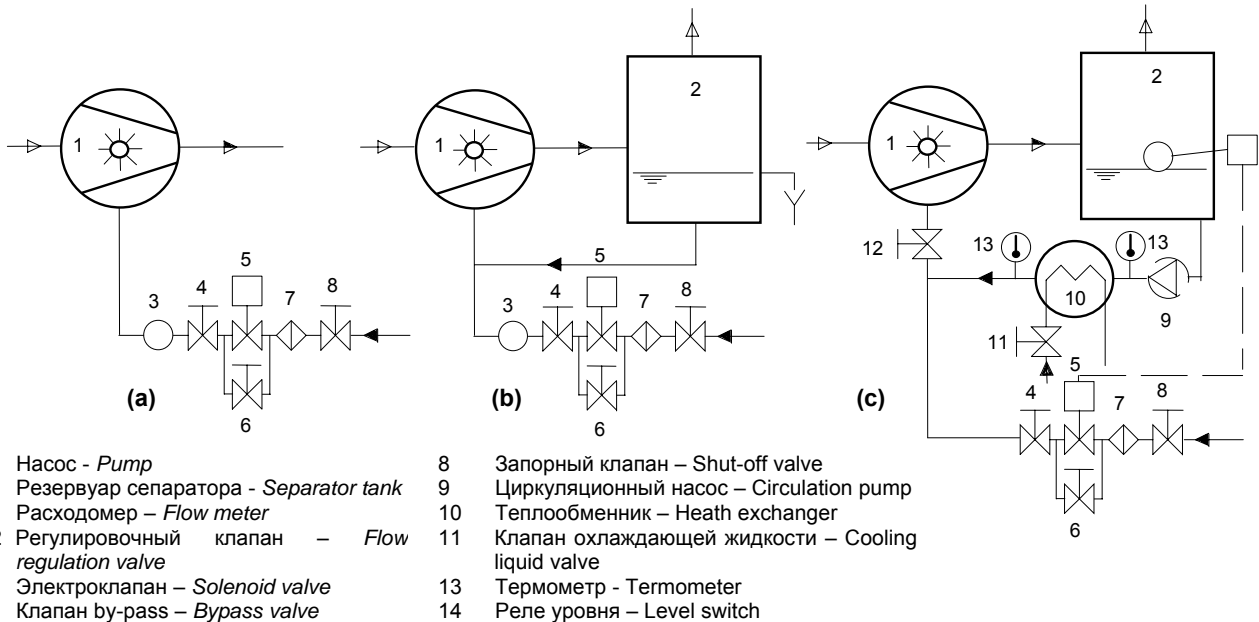 2
2
1
1
1
12
13
13
10
9
5
5
11
5
3
4
7
8
3
4
7
8
4
7
8
(a)
(b)
(c)
6
6
6
Насос - Pump
Резервуар сепаратора - Separator tank
Расходомер – Flow meter
2 Регулировочный клапан – Flow
regulation valve
Электроклапан – Solenoid valve
Клапан by-pass – Bypass valve
8 Запорный клапан – Shut-off valve
9 Циркуляционный насос – Circulation pump
10 Теплообменник – Heath exchanger
11 Клапан охлаждающей жидкости – Cooling
liquid valve
13 Термометр - Termometer
14 Реле уровня – Level switch